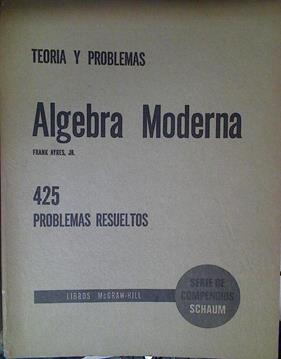 TEORIA Y PROBLEMAS
Algebra Moderna
FRANK AYRES, JR.
425
PROBLEMAS RESUELTOS
LIBROS McGRAW-HILL
SERIE DE
COMPENDIOS
SCHAUM